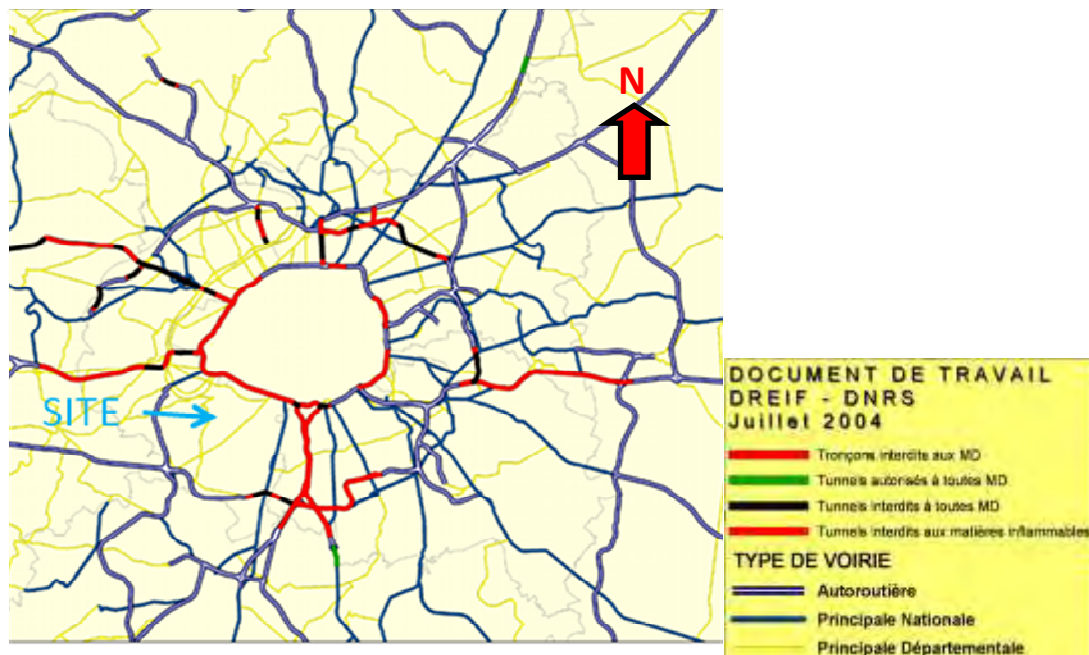 N
SITE
DOCUMENT DE TRAVAIL
DREIF - DNRS
Juillet 2004
Tronçons interdits aux MD
Tunnels autorisés à toutes MD
Tunnels interdits à toutes MD
Tunnels interdits aux matières inflammables
TYPE DE VOIRIE
Autoroutière
Principale Nationale
Principale Départementale